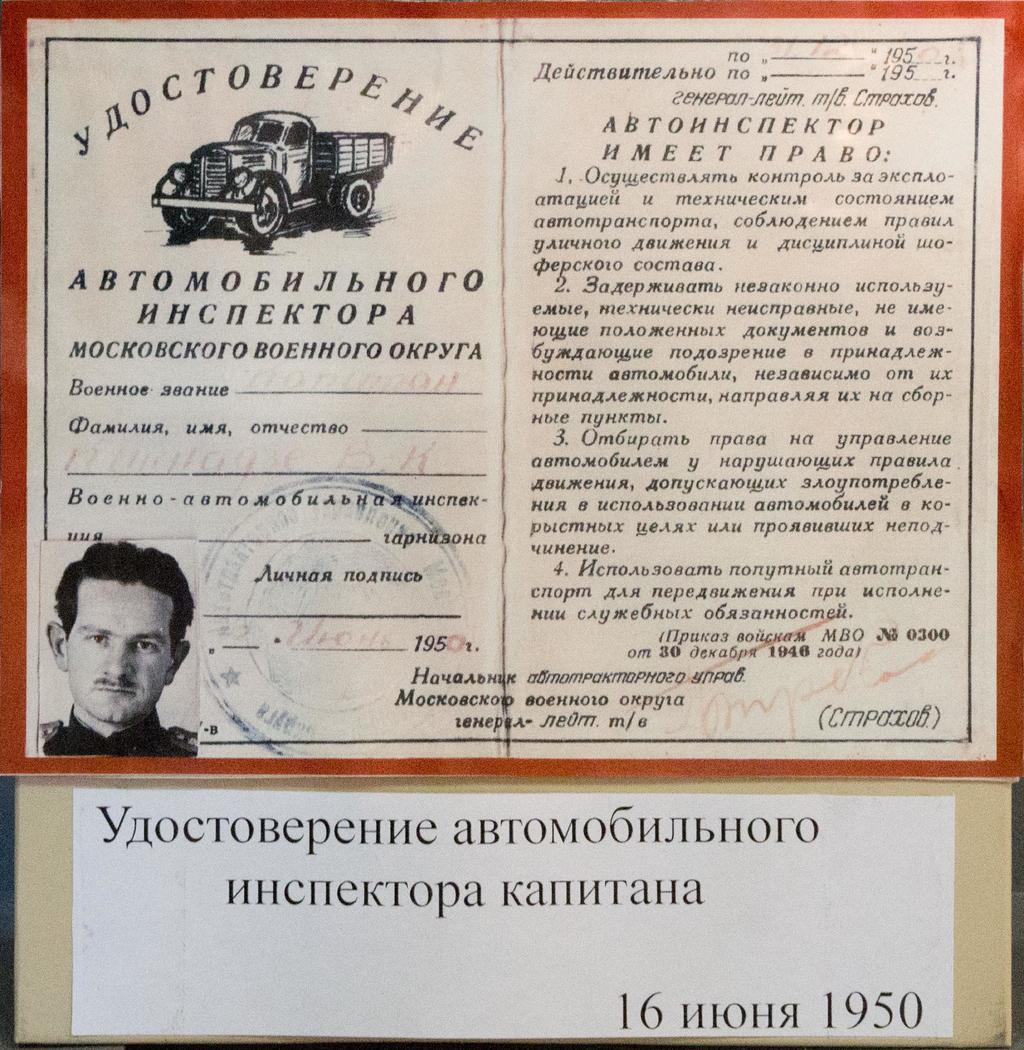 УДОСТОВЕРЕНИЕ
АВТОМОБИЛЬНОГО
ИНСПЕКТОРА
МОСКОВСКОГО ВОЕННОГО ОКРУГА
Военное звание капитан
Фамилия, имя, отчество
В. К
Военно-автомобильная инспек-
ция гарнизона
Личная подпись
„ “ Июнь 1950 г.
Начальник автотракторного управ.
Московского военного округа
генерал-лейт. т/в (Страхов.)
-в
по „ “ 195 г.
Действительно по „ “ 195 г.
генерал-лейт. т/в. Страхов.
АВТОИНСПЕКТОР
ИМЕЕТ ПРАВО:
1. Осуществлять контроль за экспло-
атацией и техническим состоянием
автотранспорта, соблюдением правил
уличного движения и дисциплиной шо-
ферского состава.
2. Задерживать незаконно использу-
емые, технически неисправные, не име-
ющие положенных документов и воз-
буждающие подозрение в принадлеж-
ности автомобили, независимо от их
принадлежности, направляя их на сбор-
ные пункты.
3. Отбирать права на управление
автомобилем у нарушающих правила
движения, допускающих злоупотребле-
ния в использовании автомобилей в ко-
рыстных целях или проявивших непод-
чинение.
4. Использовать попутный автотран-
спорт для передвижения при исполне-
нии служебных обязанностей.
(Приказ войскам МВО № 0300
от 30 декабря 1946 года)
Удостоверение автомобильного
инспектора капитана
16 июня 1950